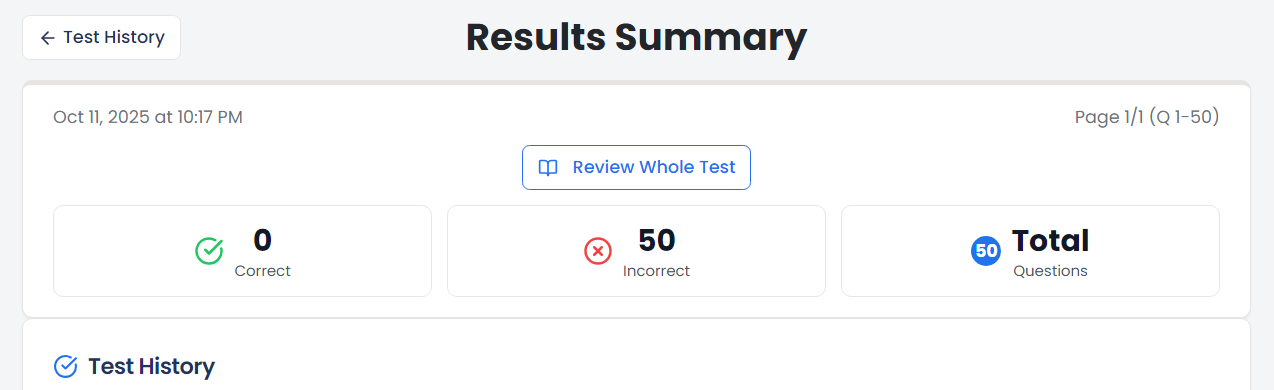 Test History
Results Summary
Oct 11, 2025 at 10:17 PM
Page 1/1 (Q 1-50)
Review Whole Test
0
Correct
50
Incorrect
50
Total
Questions
Test History